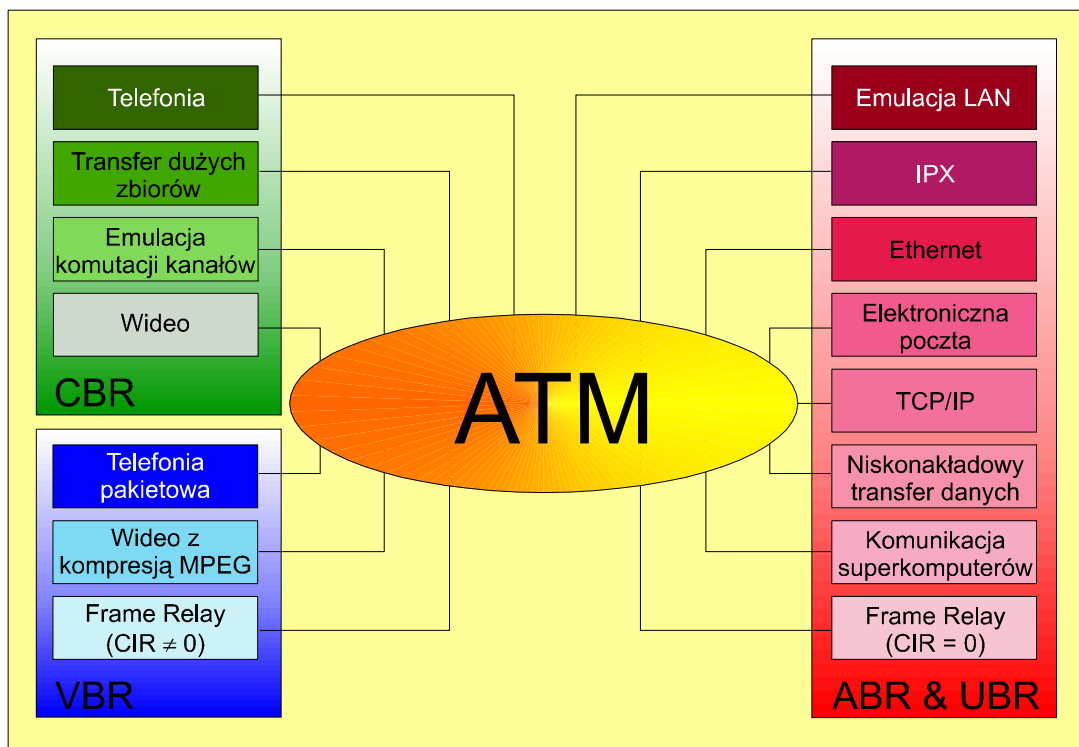 Telefonia
Transfer dużych
zbiorów
Emulacja
komutacji kanałów
Wideo
CBR
Telefonia
pakietowa
Wideo z
kompresją MPEG
Frame Relay
(CIR ≠ 0)
VBR
ATM
Emulacja LAN
IPX
Ethernet
Elektroniczna
poczta
TCP/IP
Niskonakładowy
transfer danych
Komunikacja
superkomputerów
Frame Relay
(CIR = 0)
ABR & UBR